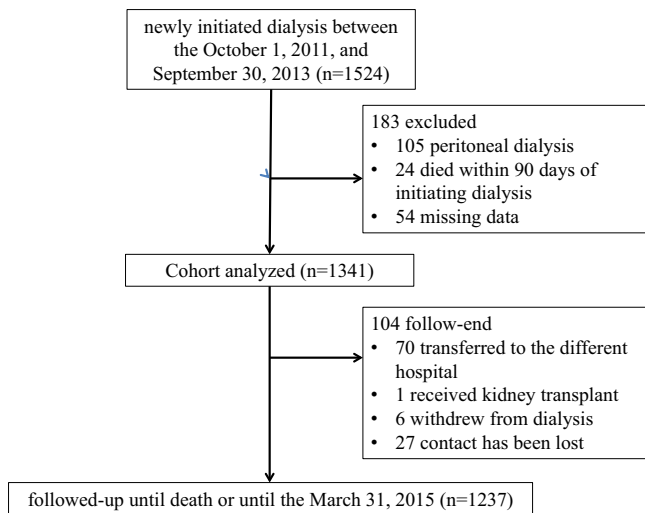 newly initiated dialysis between
the October 1, 2011, and
September 30, 2013 (n=1524)
183 excluded
• 105 peritoneal dialysis
• 24 died within 90 days of
initiating dialysis
• 54 missing data
Cohort analyzed (n=1341)
104 follow-end
• 70 transferred to the different
hospital
• 1 received kidney transplant
• 6 withdrew from dialysis
• 27 contact has been lost
followed-up until death or until the March 31, 2015 (n=1237)